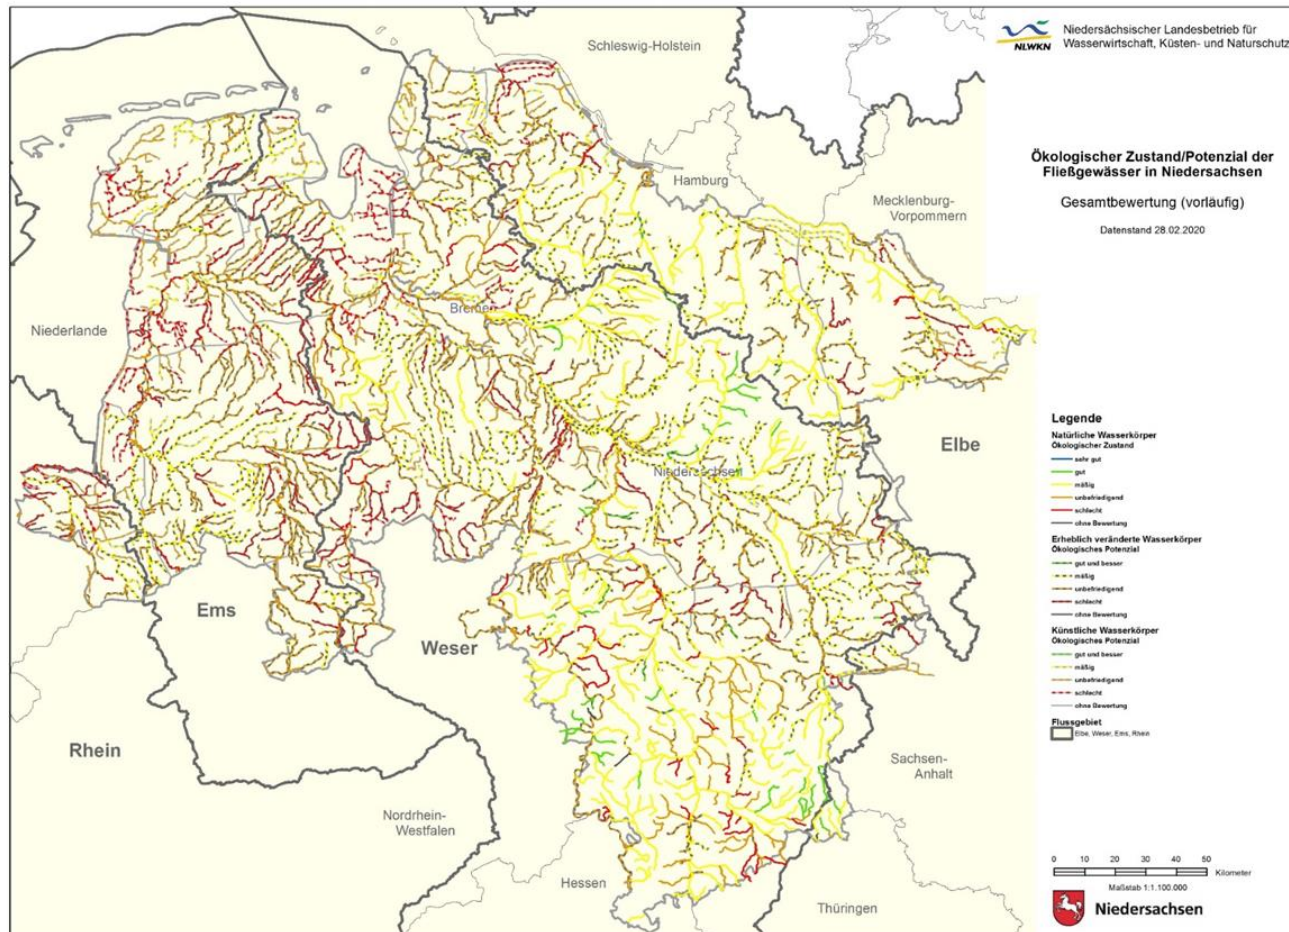 NLWKN
Niedersächsischer Landesbetrieb für
Wasserwirtschaft, Küsten- und Naturschutz
Ökologischer Zustand/Potenzial der
Fließgewässer in Niedersachsen
Gesamtbewertung (vorläufig)
Datenstand 28.02.2020
Schleswig-Holstein
Hamburg
Mecklenburg-
Vorpommern
Niederlande
Bremen
Niedersachsen
Elbe
Ems
Weser
Rhein
Nordrhein-
Westfalen
Hessen
Thüringen
Sachsen-
Anhalt
Legende
Natürliche Wasserkörper
Ökologischer Zustand
sehr gut
gut
mäßig
unbefriedigend
schlecht
ohne Bewertung
Erheblich veränderte Wasserkörper
Ökologisches Potenzial
gut und besser
mäßig
unbefriedigend
schlecht
ohne Bewertung
Künstliche Wasserkörper
Ökologisches Potenzial
gut und besser
mäßig
unbefriedigend
schlecht
ohne Bewertung
Flussgebiet
Elbe, Weser, Ems, Rhein
0 10 20 30 40 50
Kilometer
Maßstab 1:1.100.000
Niedersachsen